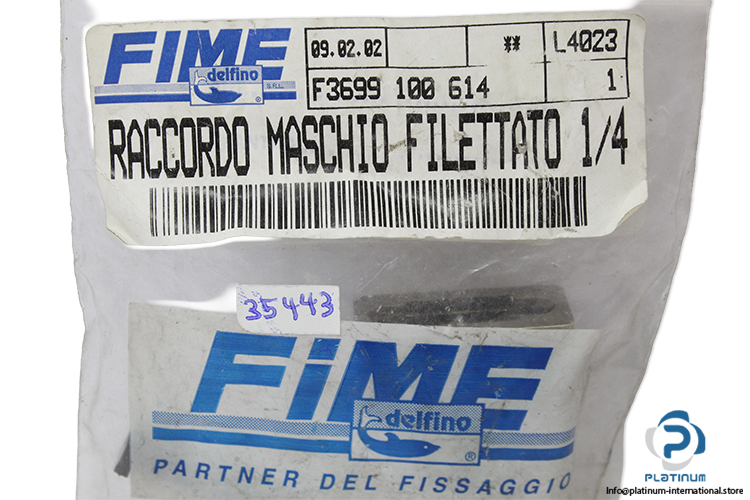 FIME
delfino
S.R.L.
®
09.02.02 ** L4023
F3699 100 614 1
RACCORDO MASCHIO FILETTATO 1/4
35443
FiME
delfino
®
PARTNER DEL FISSAGGIO
PLATINUM
INTERNATIONAL
Info@platinum-international.store